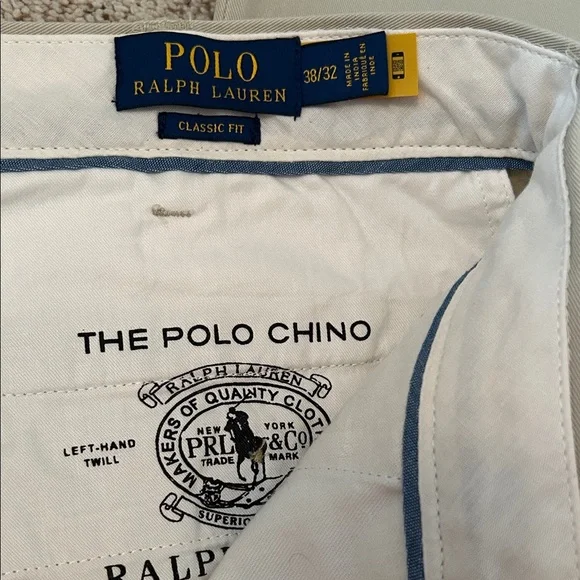 POLO
RALPH LAUREN
38/32
MADE IN
INDIA
FABRIQUÉ EN
INDE
CLASSIC FIT
THE POLO CHINO
RALPH LAUREN
MAKERS OF QUALITY CLOT
NEW YORK
PRL & Co
TRADE MARK
SUPERIO
LEFT-HAND
TWILL
RALP